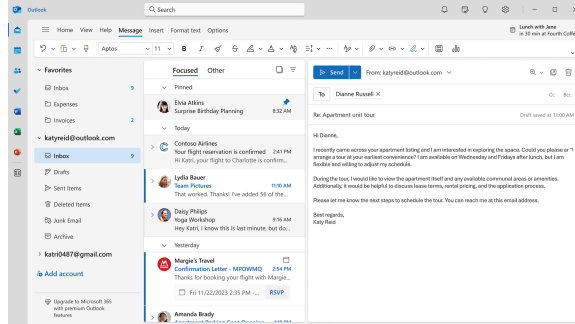 Outlook
Search
Lunch with Jane
in 30 min at Fourth Coffe
Home View Help Message Insert Format text Options
Aptos 11 B
Favorites
Inbox 9
Expenses
Invoices 2
katyreid@outlook.com
Inbox 9
Drafts
Sent Items
Deleted Items
Junk Email
Archive
katri0487@gmail.com
Add account
Upgrade to Microsoft 365
with premium Outlook
features
Focused Other
Pinned
Elvia Atkins
Surprise Birthday Planning 8:32 AM
Today
Contoso Airlines
Your flight reservation is confirmed 2:41 PM
Hi Katri, your flight to Charlotte is confirm...
Lydia Bauer
Team Pictures 11:10 AM
That worked. Thanks! I've added 56 of the...
Daisy Philips
Yoga Workshop 9:16 AM
Hey Katri, I know this is last minute, but do...
Yesterday
Margie's Travel
Confirmation Letter - MPOWMQ 2:54 PM
Thanks for booking your flight with Margie...
Fri 11/22/2023 2:35 PM -... RSVP
Amanda Brady
Send From: katyreid@outlook.com
To Dianne Russell Cc Bcc
Re: Apartment unit tour Draft saved at 11:00 AM
Hi Dianne,
I recently came across your apartment listing and I am interested in exploring the space. Could you please
arrange a tour at your earliest convenience? I am available on Wednesday and Fridays after lunch, but I am
flexible and willing to adjust my schedule.
During the tour, I would like to view the apartment itself and any available communal areas or amenities.
Additionally, it would be helpful to discuss lease terms, rental pricing, and the application process.
Please let me know the next steps to schedule the tour. You can reach me at this email address.
Best regards,
Katy Reid